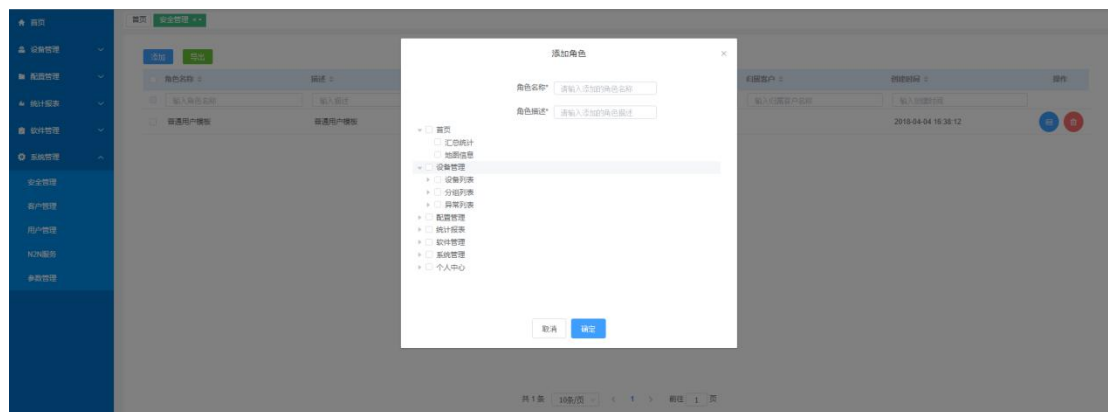 首页
设备管理
配置管理
统计报表
软件管理
系统管理
安全管理
客户管理
用户管理
N2N服务
参数管理
首页 安全管理
添加 导出
角色名称 描述 归属客户 创建时间 操作
输入角色名称 输入描述 输入归属客户名称 输入创建时间
普通用户模板 普通用户模板 2018-04-04 16:38:12
添加角色 ×
角色名称* 请输入添加的角色名称
角色描述* 请输入添加的角色描述
首页
汇总统计
地图信息
设备管理
设备列表
分组列表
异常列表
配置管理
统计报表
软件管理
系统管理
个人中心
取消 确定
共 1 条 10条/页 < 1 > 前往 1 页